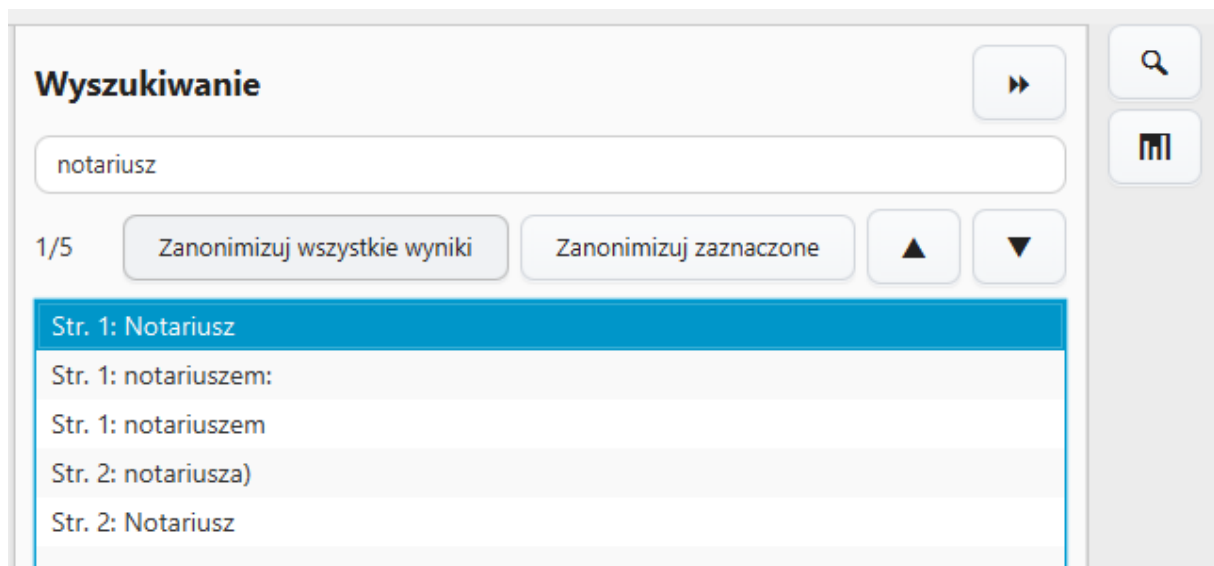 Wyszukiwanie
notariusz
1/5 Zanonimizuj wszystkie wyniki Zanonimizuj zaznaczone
Str. 1: Notariusz
Str. 1: notariuszem:
Str. 1: notariuszem
Str. 2: notariusza)
Str. 2: Notariusz